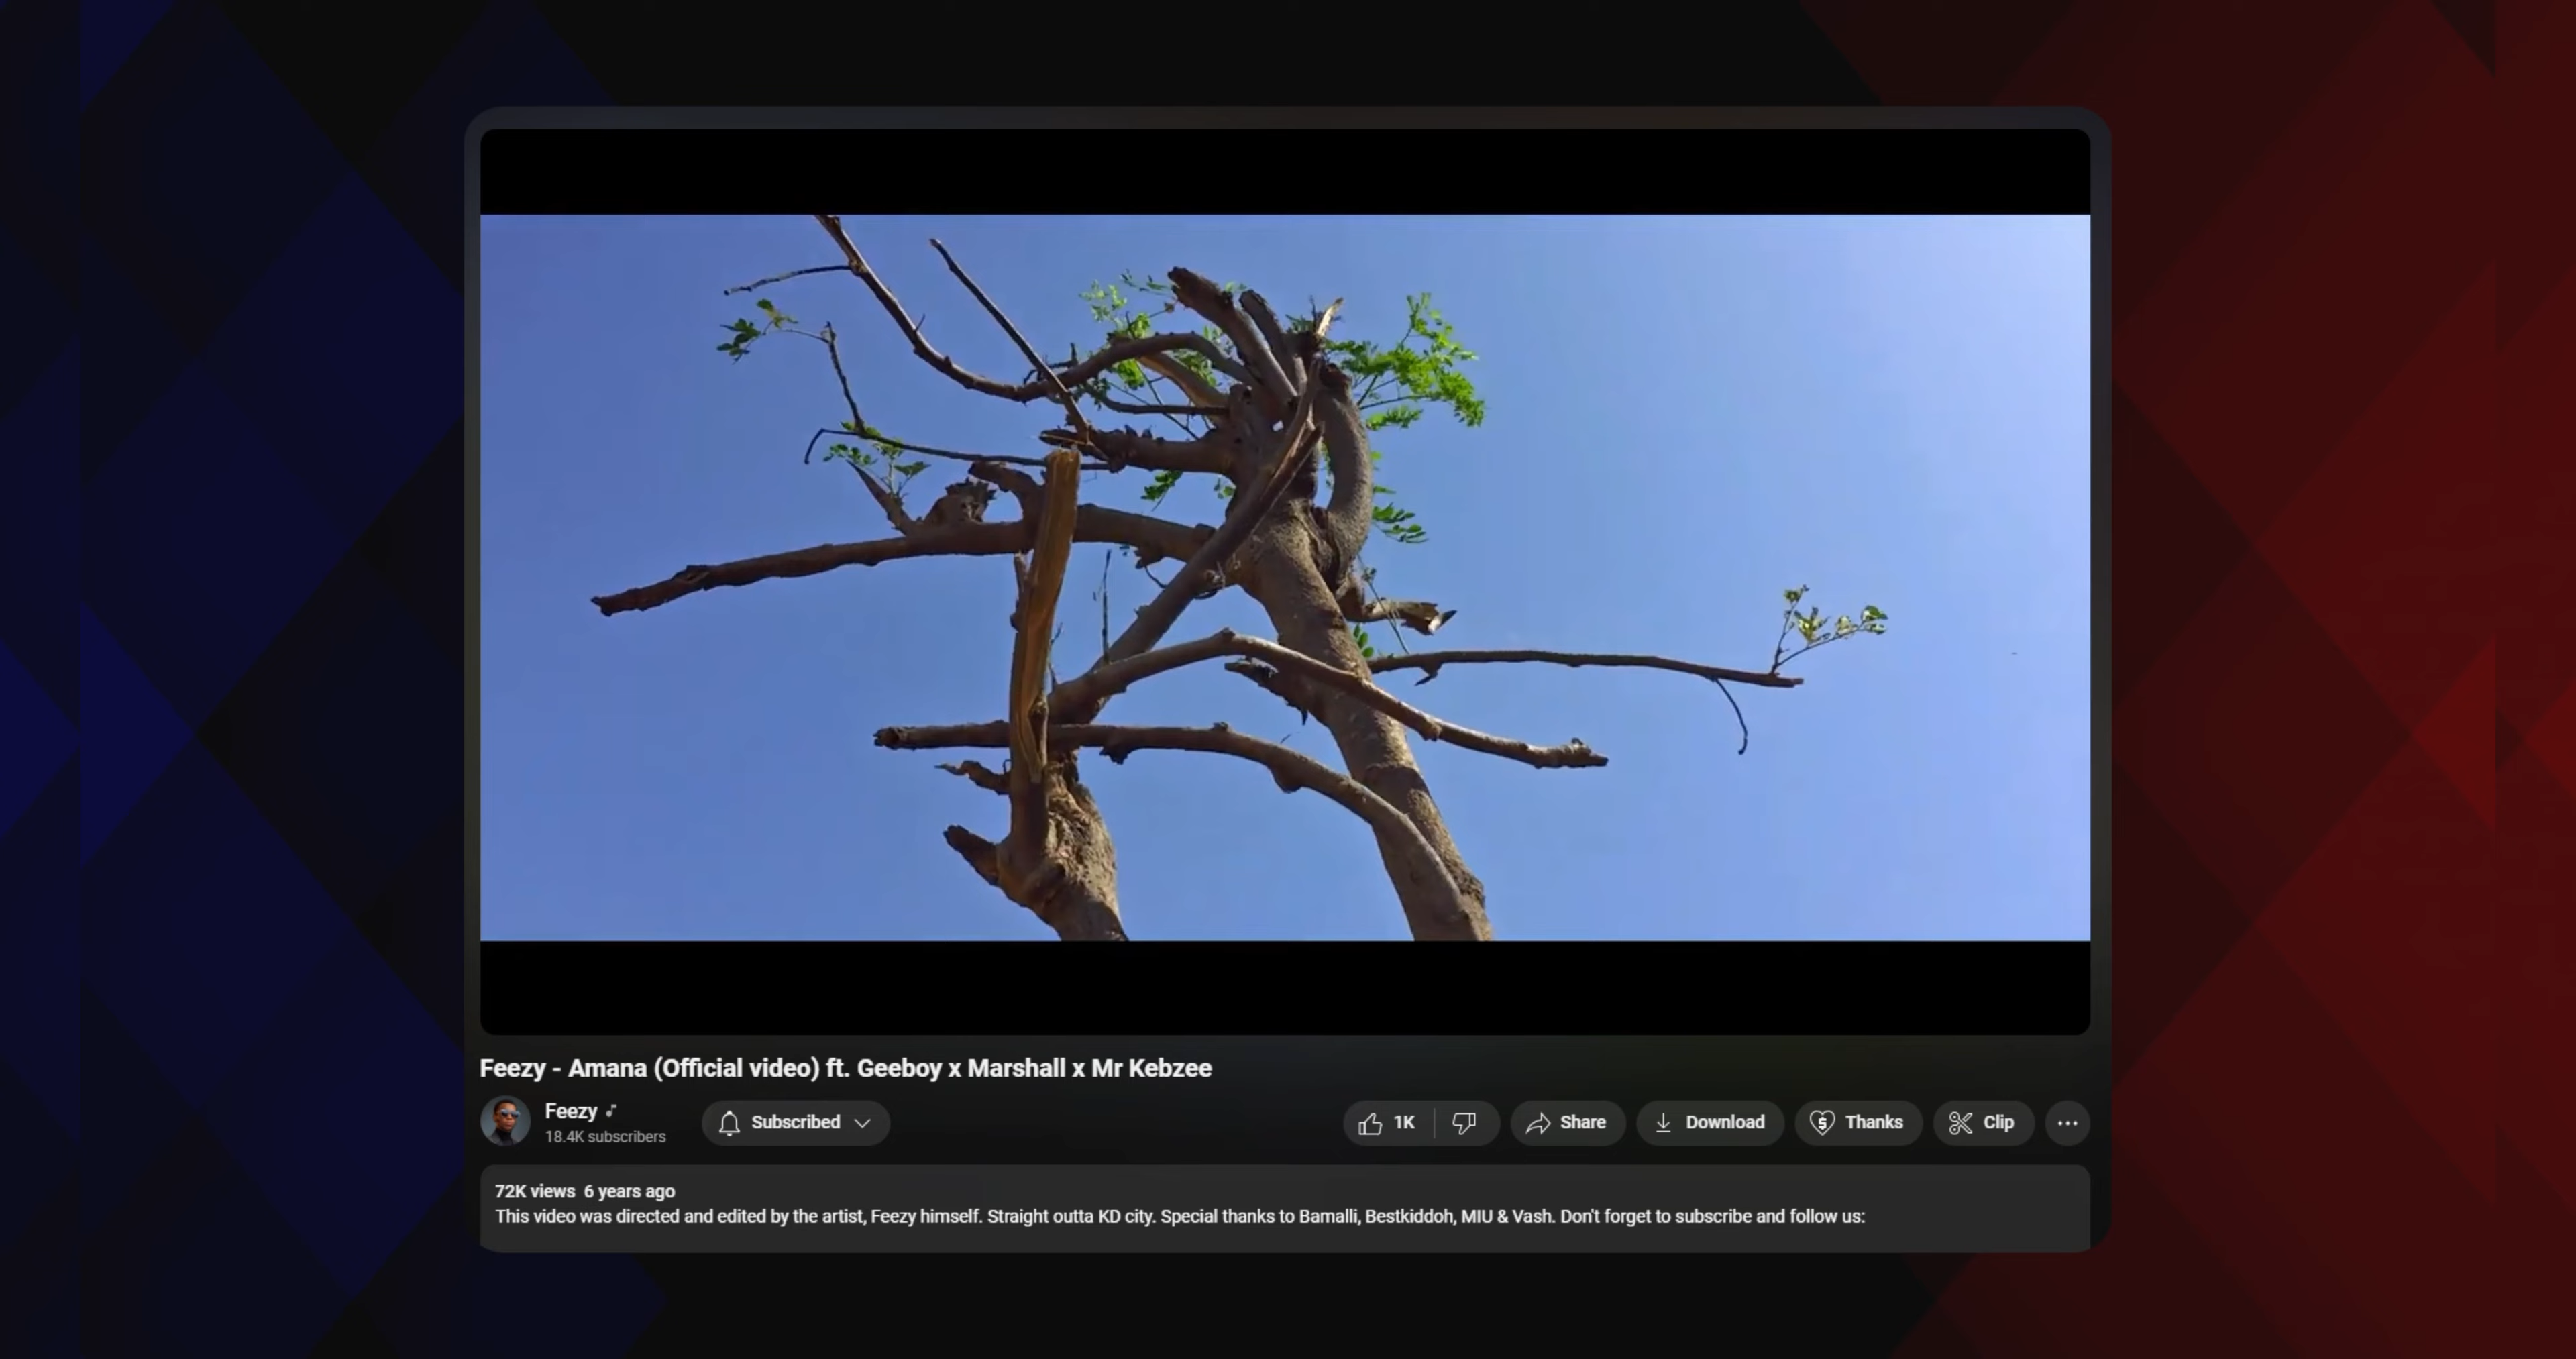 Feezy - Amana (Official video) ft. Geeboy x Marshall x Mr Kebzee
Feezy
18.4K subscribers
Subscribed
1K
Share
Download
Thanks
Clip
72K views 6 years ago
This video was directed and edited by the artist, Feezy himself. Straight outta KD city. Special thanks to Bamalli, Bestkiddoh, MIU & Vash. Don't forget to subscribe and follow us: